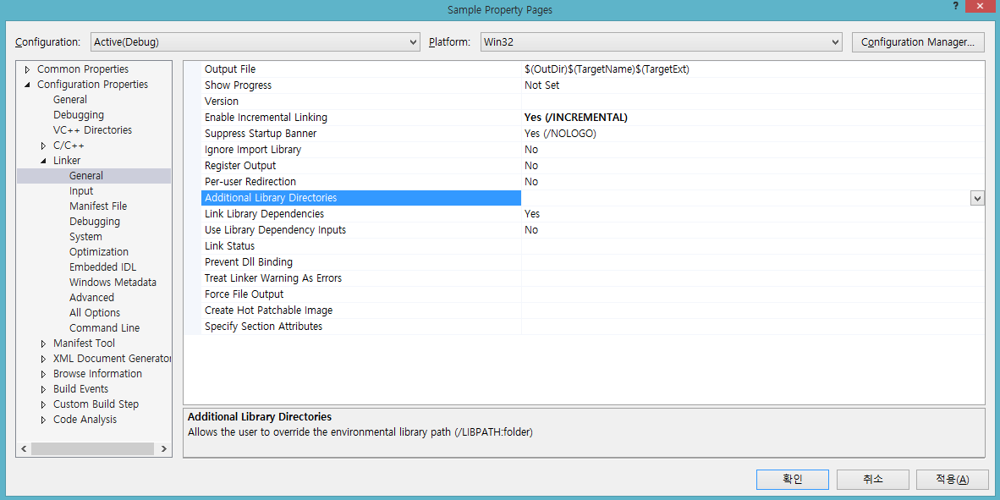 Sample Property Pages
?
Configuration: Active(Debug) Platform: Win32 Configuration Manager...
Common Properties
Configuration Properties
General
Debugging
VC++ Directories
C/C++
Linker
General
Input
Manifest File
Debugging
System
Optimization
Embedded IDL
Windows Metadata
Advanced
All Options
Command Line
Manifest Tool
XML Document Generator
Browse Information
Build Events
Custom Build Step
Code Analysis
Output File $(OutDir)$(TargetName)$(TargetExt)
Show Progress Not Set
Version
Enable Incremental Linking Yes (/INCREMENTAL)
Suppress Startup Banner Yes (/NOLOGO)
Ignore Import Library No
Register Output No
Per-user Redirection No
Additional Library Directories
Link Library Dependencies Yes
Use Library Dependency Inputs No
Link Status
Prevent Dll Binding
Treat Linker Warning As Errors
Force File Output
Create Hot Patchable Image
Specify Section Attributes
Additional Library Directories
Allows the user to override the environmental library path (/LIBPATH:folder)
확인 취소 적용(A)